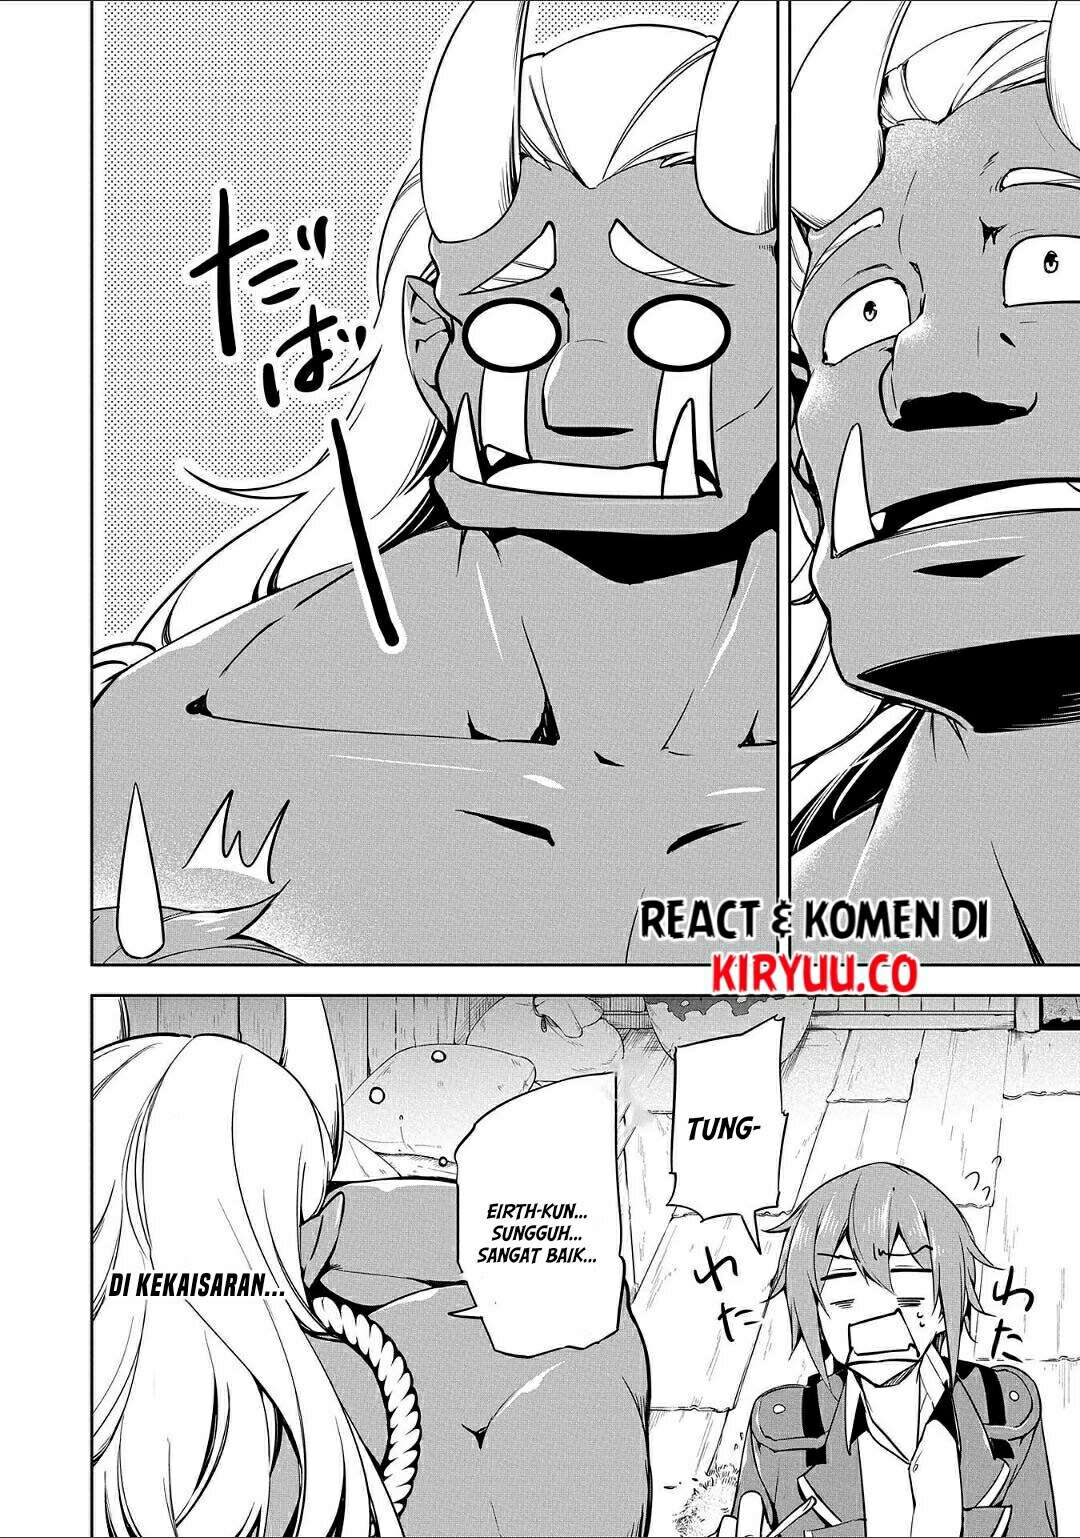 だばー
REACT & KOMEN DI
KIRYUU.CO
TUNG-
EIRTH-KUN...
SUNGGUH...
SANGAT BAIK...
DI KEKAISARAN...
わた
わた